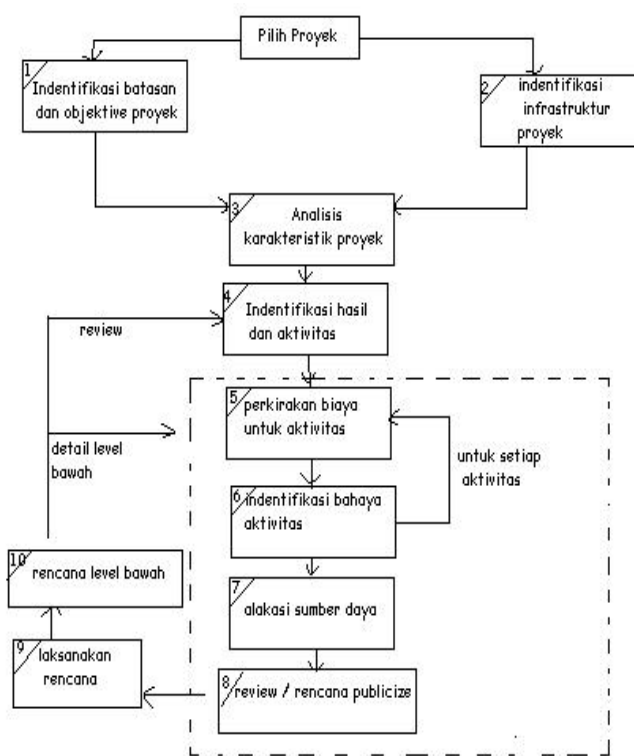 Pilih Proyek
1
Indentifikasi batasan
dan objektive proyek
2
indentifikasi
infrastruktur
proyek
3
Analisis
karakteristik proyek
4
Indentifikasi hasil
dan aktivitas
review
5
perkirakan biaya
untuk aktivitas
detail level
bawah
untuk setiap
aktivitas
6
indentifikasi bahaya
aktivitas
10
rencana level bawah
7
alakasi sumber daya
9
laksanakan
rencana
8
review / rencana publicize